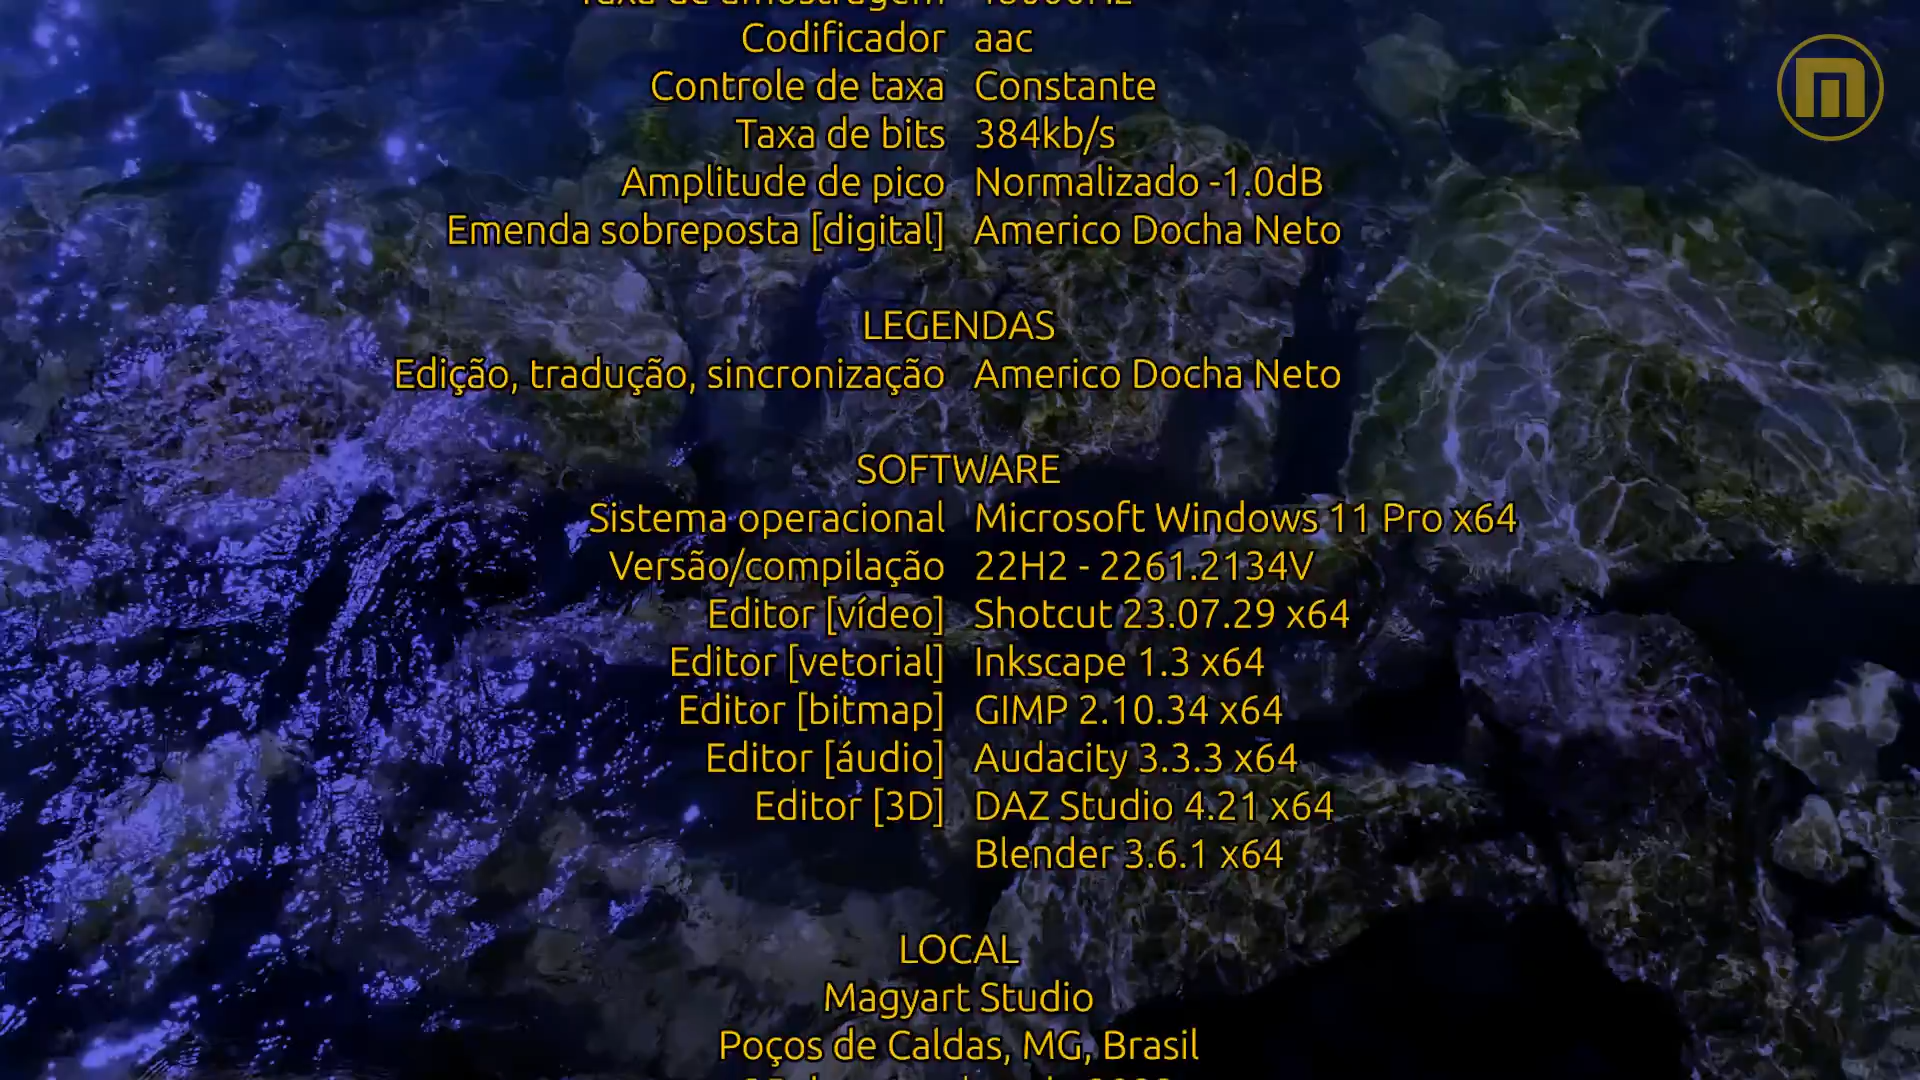 Taxa de amostragem 48000Hz
Codificador aac
Controle de taxa Constante
Taxa de bits 384kb/s
Amplitude de pico Normalizado -1.0dB
Emenda sobreposta [digital] Americo Docha Neto
LEGENDAS
Edição, tradução, sincronização Americo Docha Neto
SOFTWARE
Sistema operacional Microsoft Windows 11 Pro x64
Versão/compilação 22H2 - 2261.2134V
Editor [vídeo] Shotcut 23.07.29 x64
Editor [vetorial] Inkscape 1.3 x64
Editor [bitmap] GIMP 2.10.34 x64
Editor [áudio] Audacity 3.3.3 x64
Editor [3D] DAZ Studio 4.21 x64
Blender 3.6.1 x64
LOCAL
Magyart Studio
Poços de Caldas, MG, Brasil